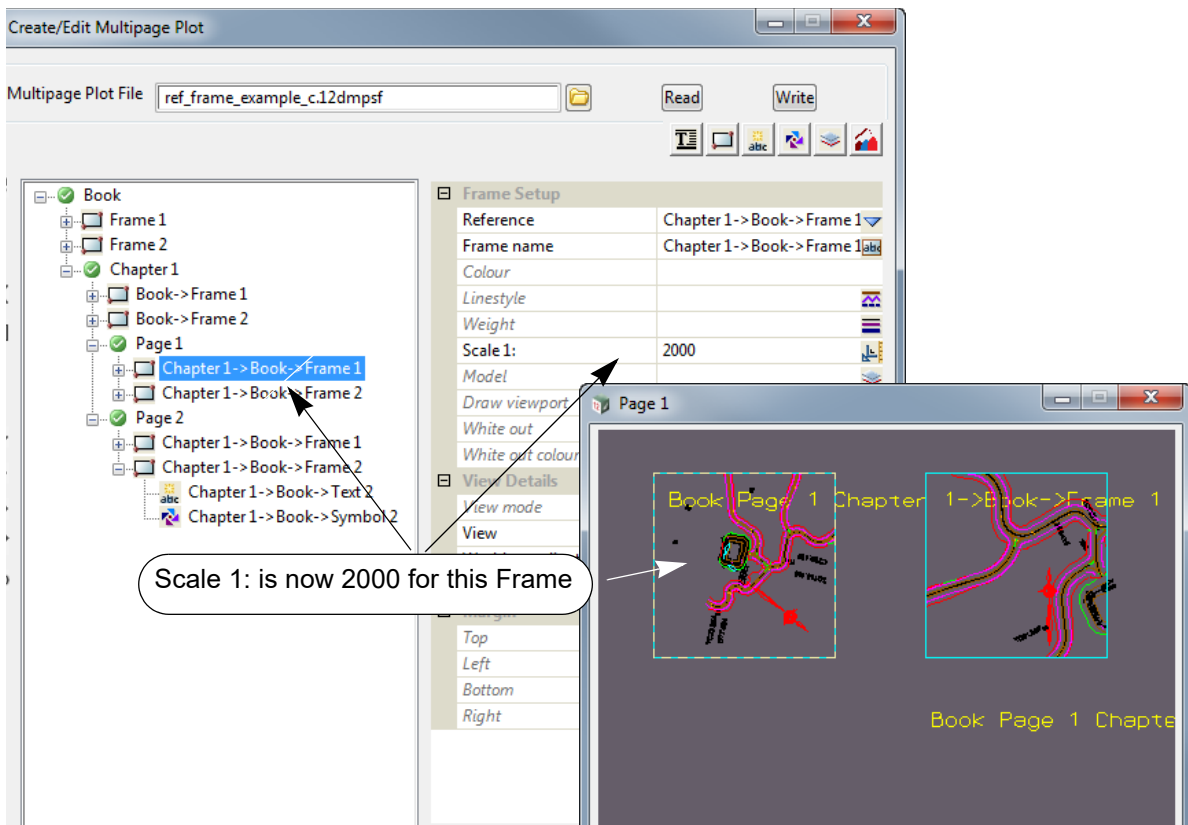 Create/Edit Multipage Plot
Multipage Plot File ref_frame_example_c.12dmpsf Read Write
T abc
Book
Frame 1
Frame 2
Chapter 1
Book->Frame 1
Book->Frame 2
Page 1
Chapter 1->Book->Frame 1
Chapter 1->Book->Frame 2
Page 2
Chapter 1->Book->Frame 1
Chapter 1->Book->Frame 2
abc Chapter 1->Book->Text 2
Chapter 1->Book->Symbol 2
Frame Setup
Reference Chapter 1->Book->Frame 1
Frame name Chapter 1->Book->Frame 1 abc
Colour
Linestyle
Weight
Scale 1: 2000
Model
Draw viewport
White out
White out colour
View Details
View mode
View
Margin
Top
Left
Bottom
Right
Scale 1: is now 2000 for this Frame
Page 1
Book Page 1 Chapter 1->Book->Frame 1
Book Page 1 Chapte